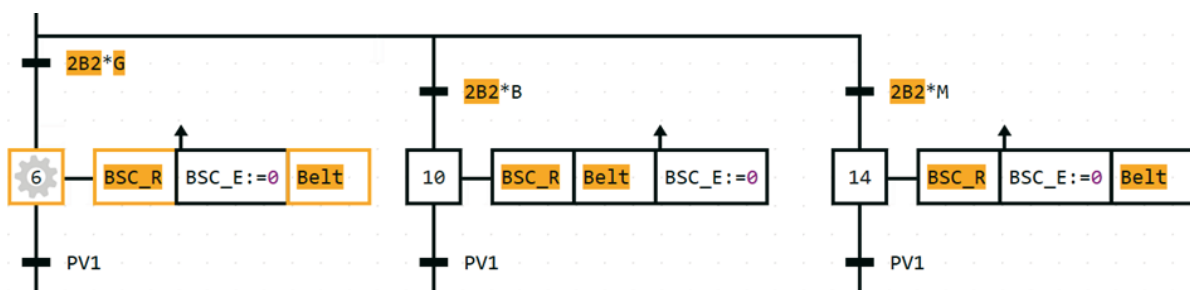 2B2*G
2B2*B
2B2*M
6 BSC_R BSC_E:=0 Belt
10 BSC_R Belt BSC_E:=0
14 BSC_R BSC_E:=0 Belt
PV1
PV1
PV1